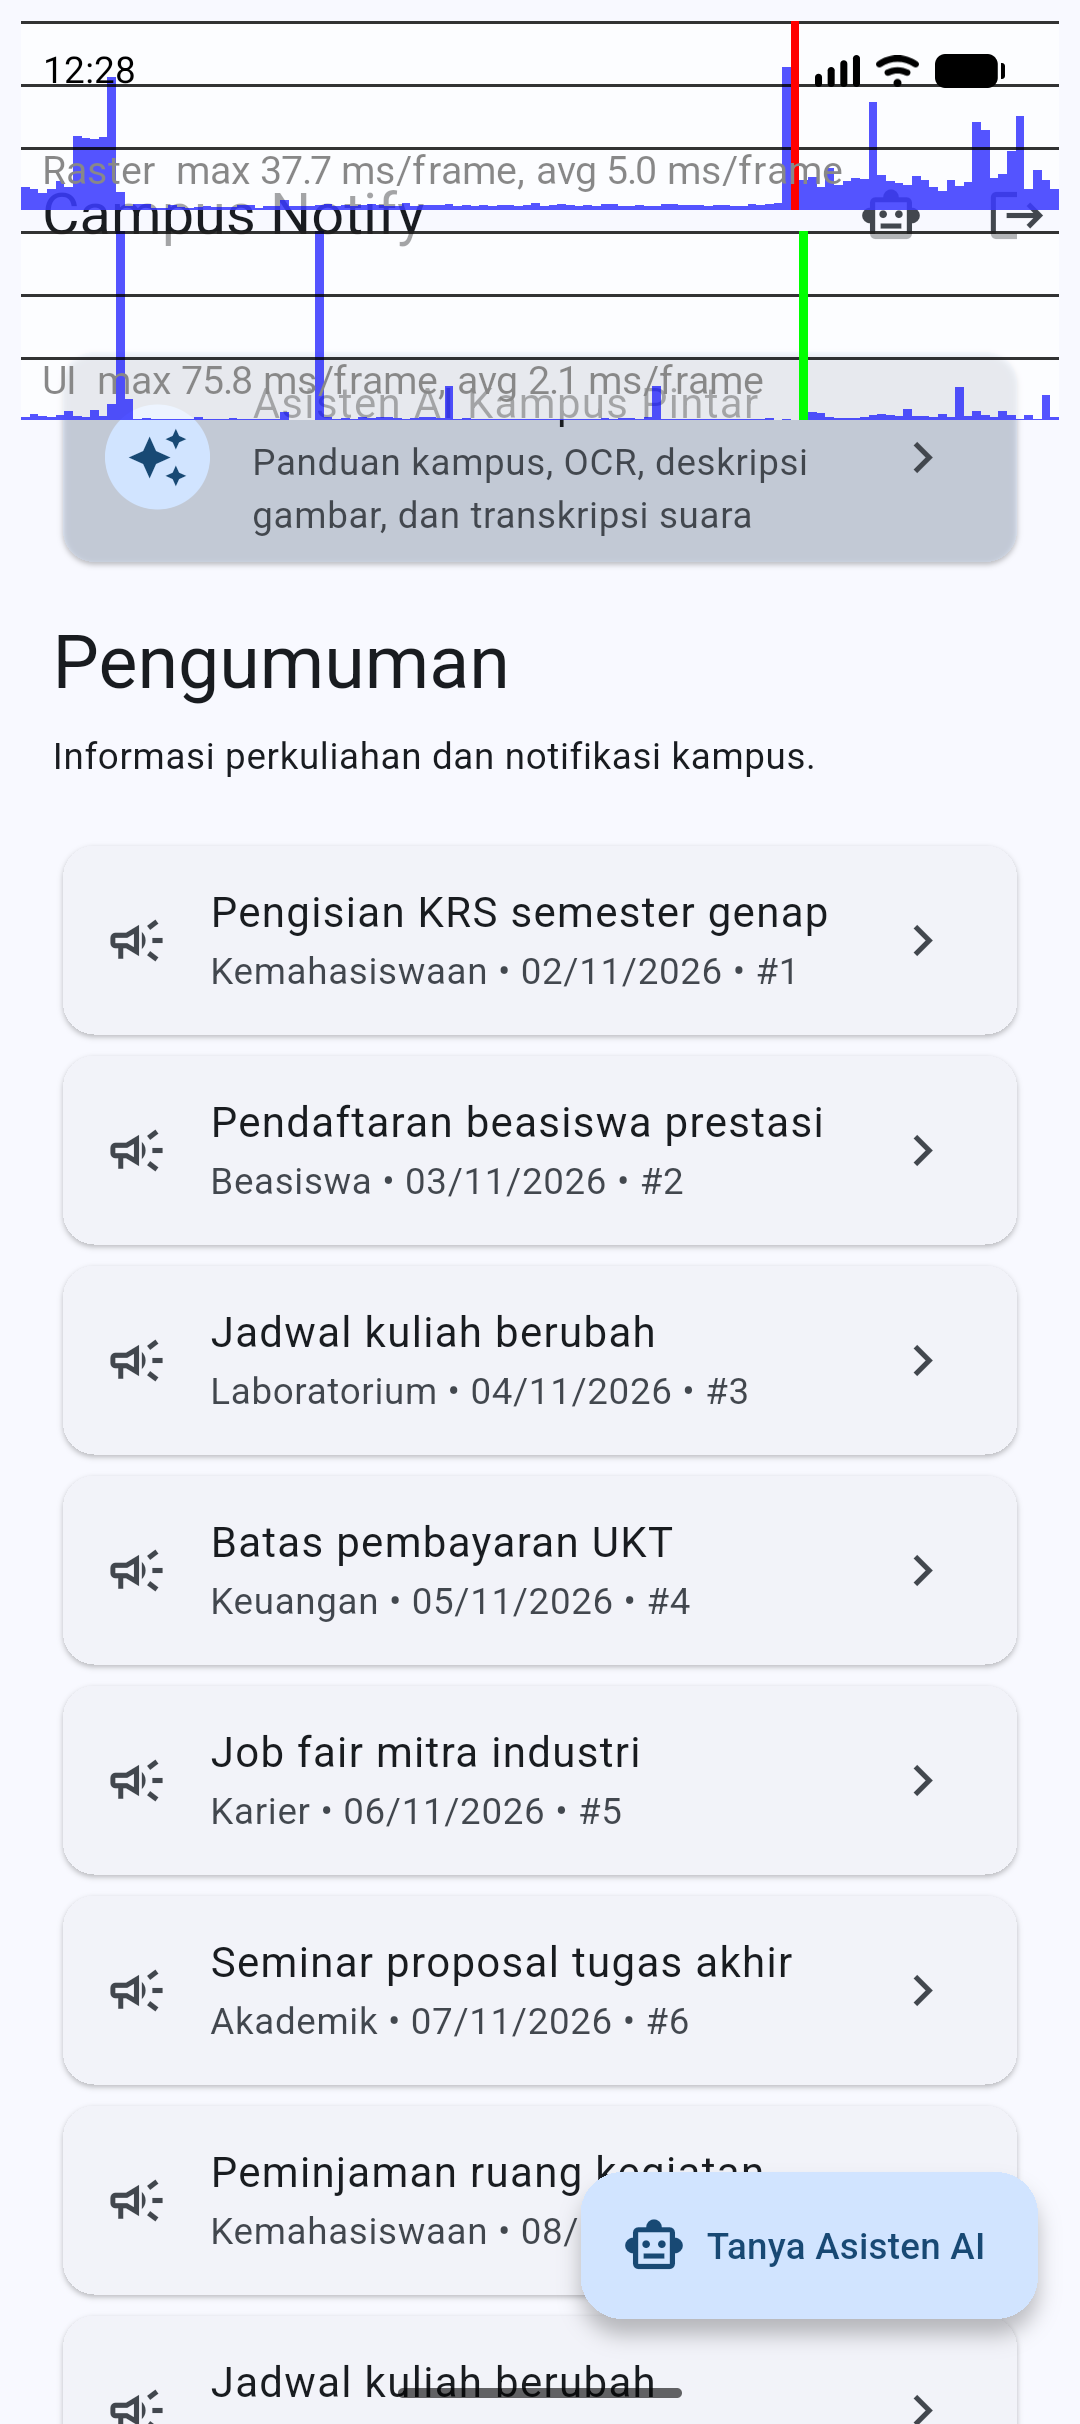 12:28
Raster max 37.7 ms/frame, avg 5.0 ms/frame
Campus Notify
UI max 75.8 ms/frame, avg 2.1 ms/frame
Asisten AI Kampus Pintar
Panduan kampus, OCR, deskripsi
gambar, dan transkripsi suara
Pengumuman
Informasi perkuliahan dan notifikasi kampus.
Pengisian KRS semester genap
Kemahasiswaan • 02/11/2026 • #1
Pendaftaran beasiswa prestasi
Beasiswa • 03/11/2026 • #2
Jadwal kuliah berubah
Laboratorium • 04/11/2026 • #3
Batas pembayaran UKT
Keuangan • 05/11/2026 • #4
Job fair mitra industri
Karier • 06/11/2026 • #5
Seminar proposal tugas akhir
Akademik • 07/11/2026 • #6
Peminjaman ruang kegiatan
Kemahasiswaan • 08/
Tanya Asisten AI
Jadwal kuliah berubah